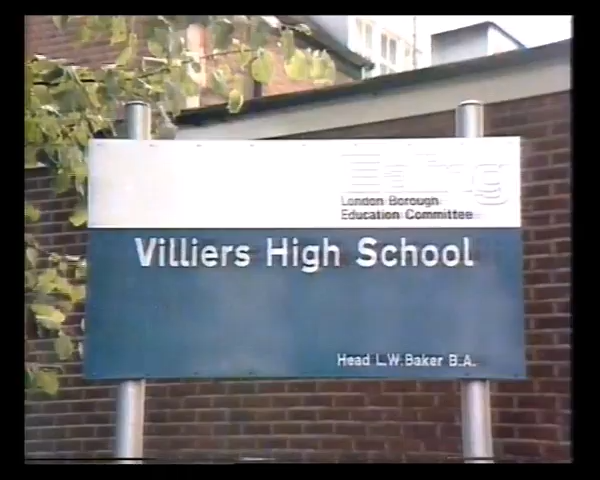 Ealing
London Borough
Education Committee
Villiers High School
Head L.W.Baker B.A.